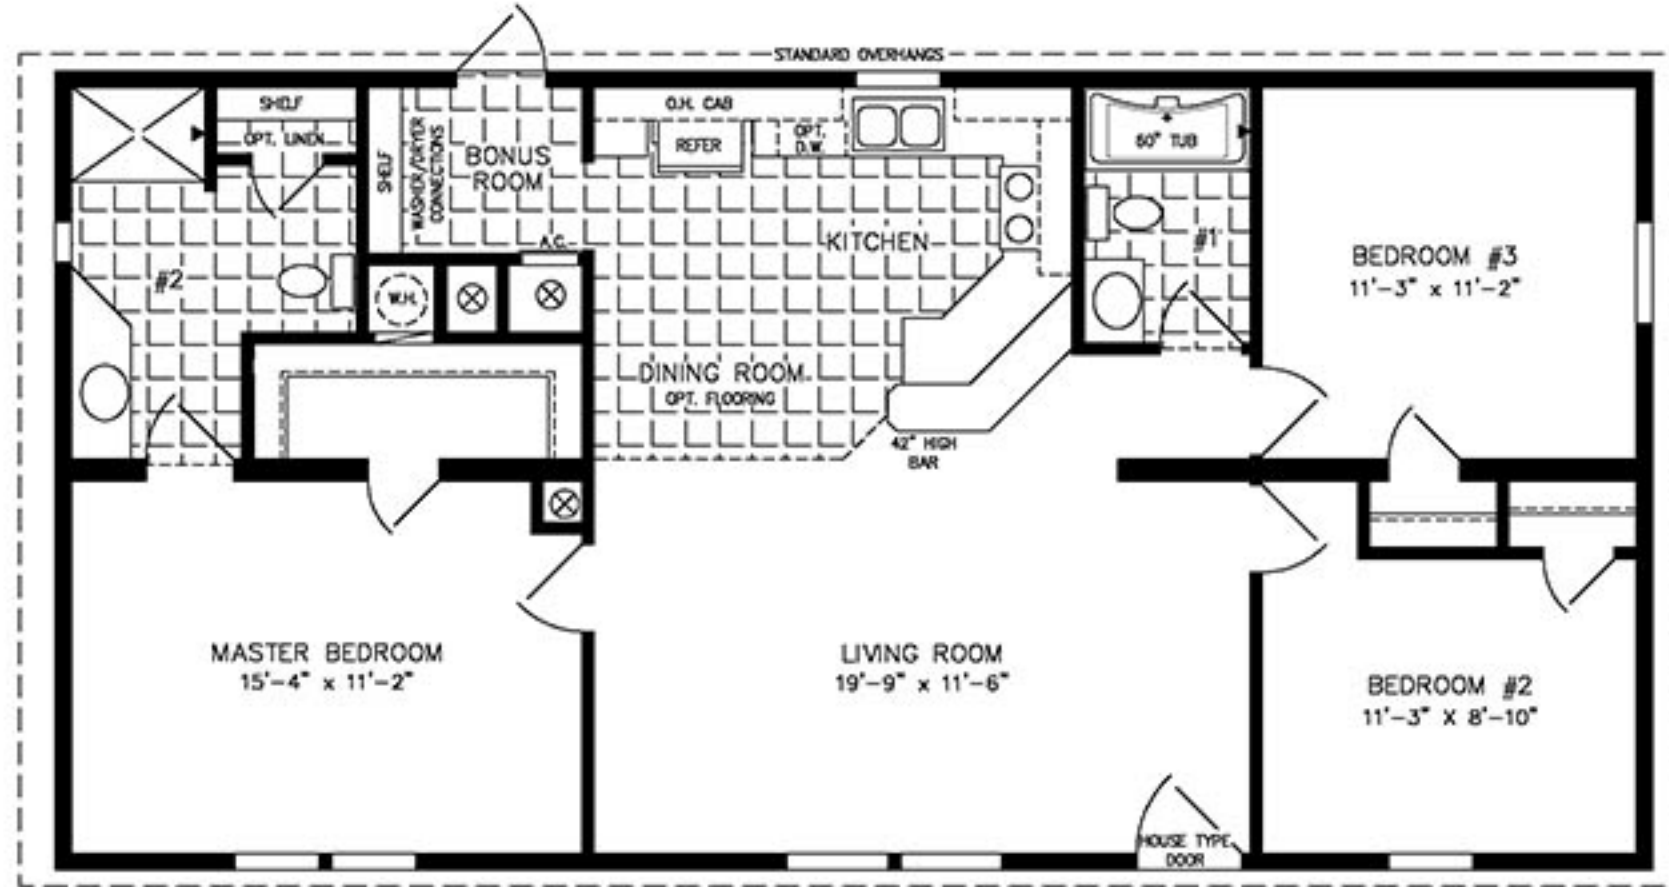 STANDARD OVERHANGS
SHELF
OPT. LINEN
SHELF
WASHER/DRYER
CONNECTIONS
BONUS
ROOM
A.C.
O.H. CAB
REFER
OPT.
D.W.
KITCHEN
60" TUB
#1
BEDROOM #3
11'-3" x 11'-2"
#2
W.H.
DINING ROOM
OPT. FLOORING
42" HIGH
BAR
MASTER BEDROOM
15'-4" x 11'-2"
LIVING ROOM
19'-9" x 11'-6"
BEDROOM #2
11'-3" X 8'-10"
HOUSE TYPE
DOOR